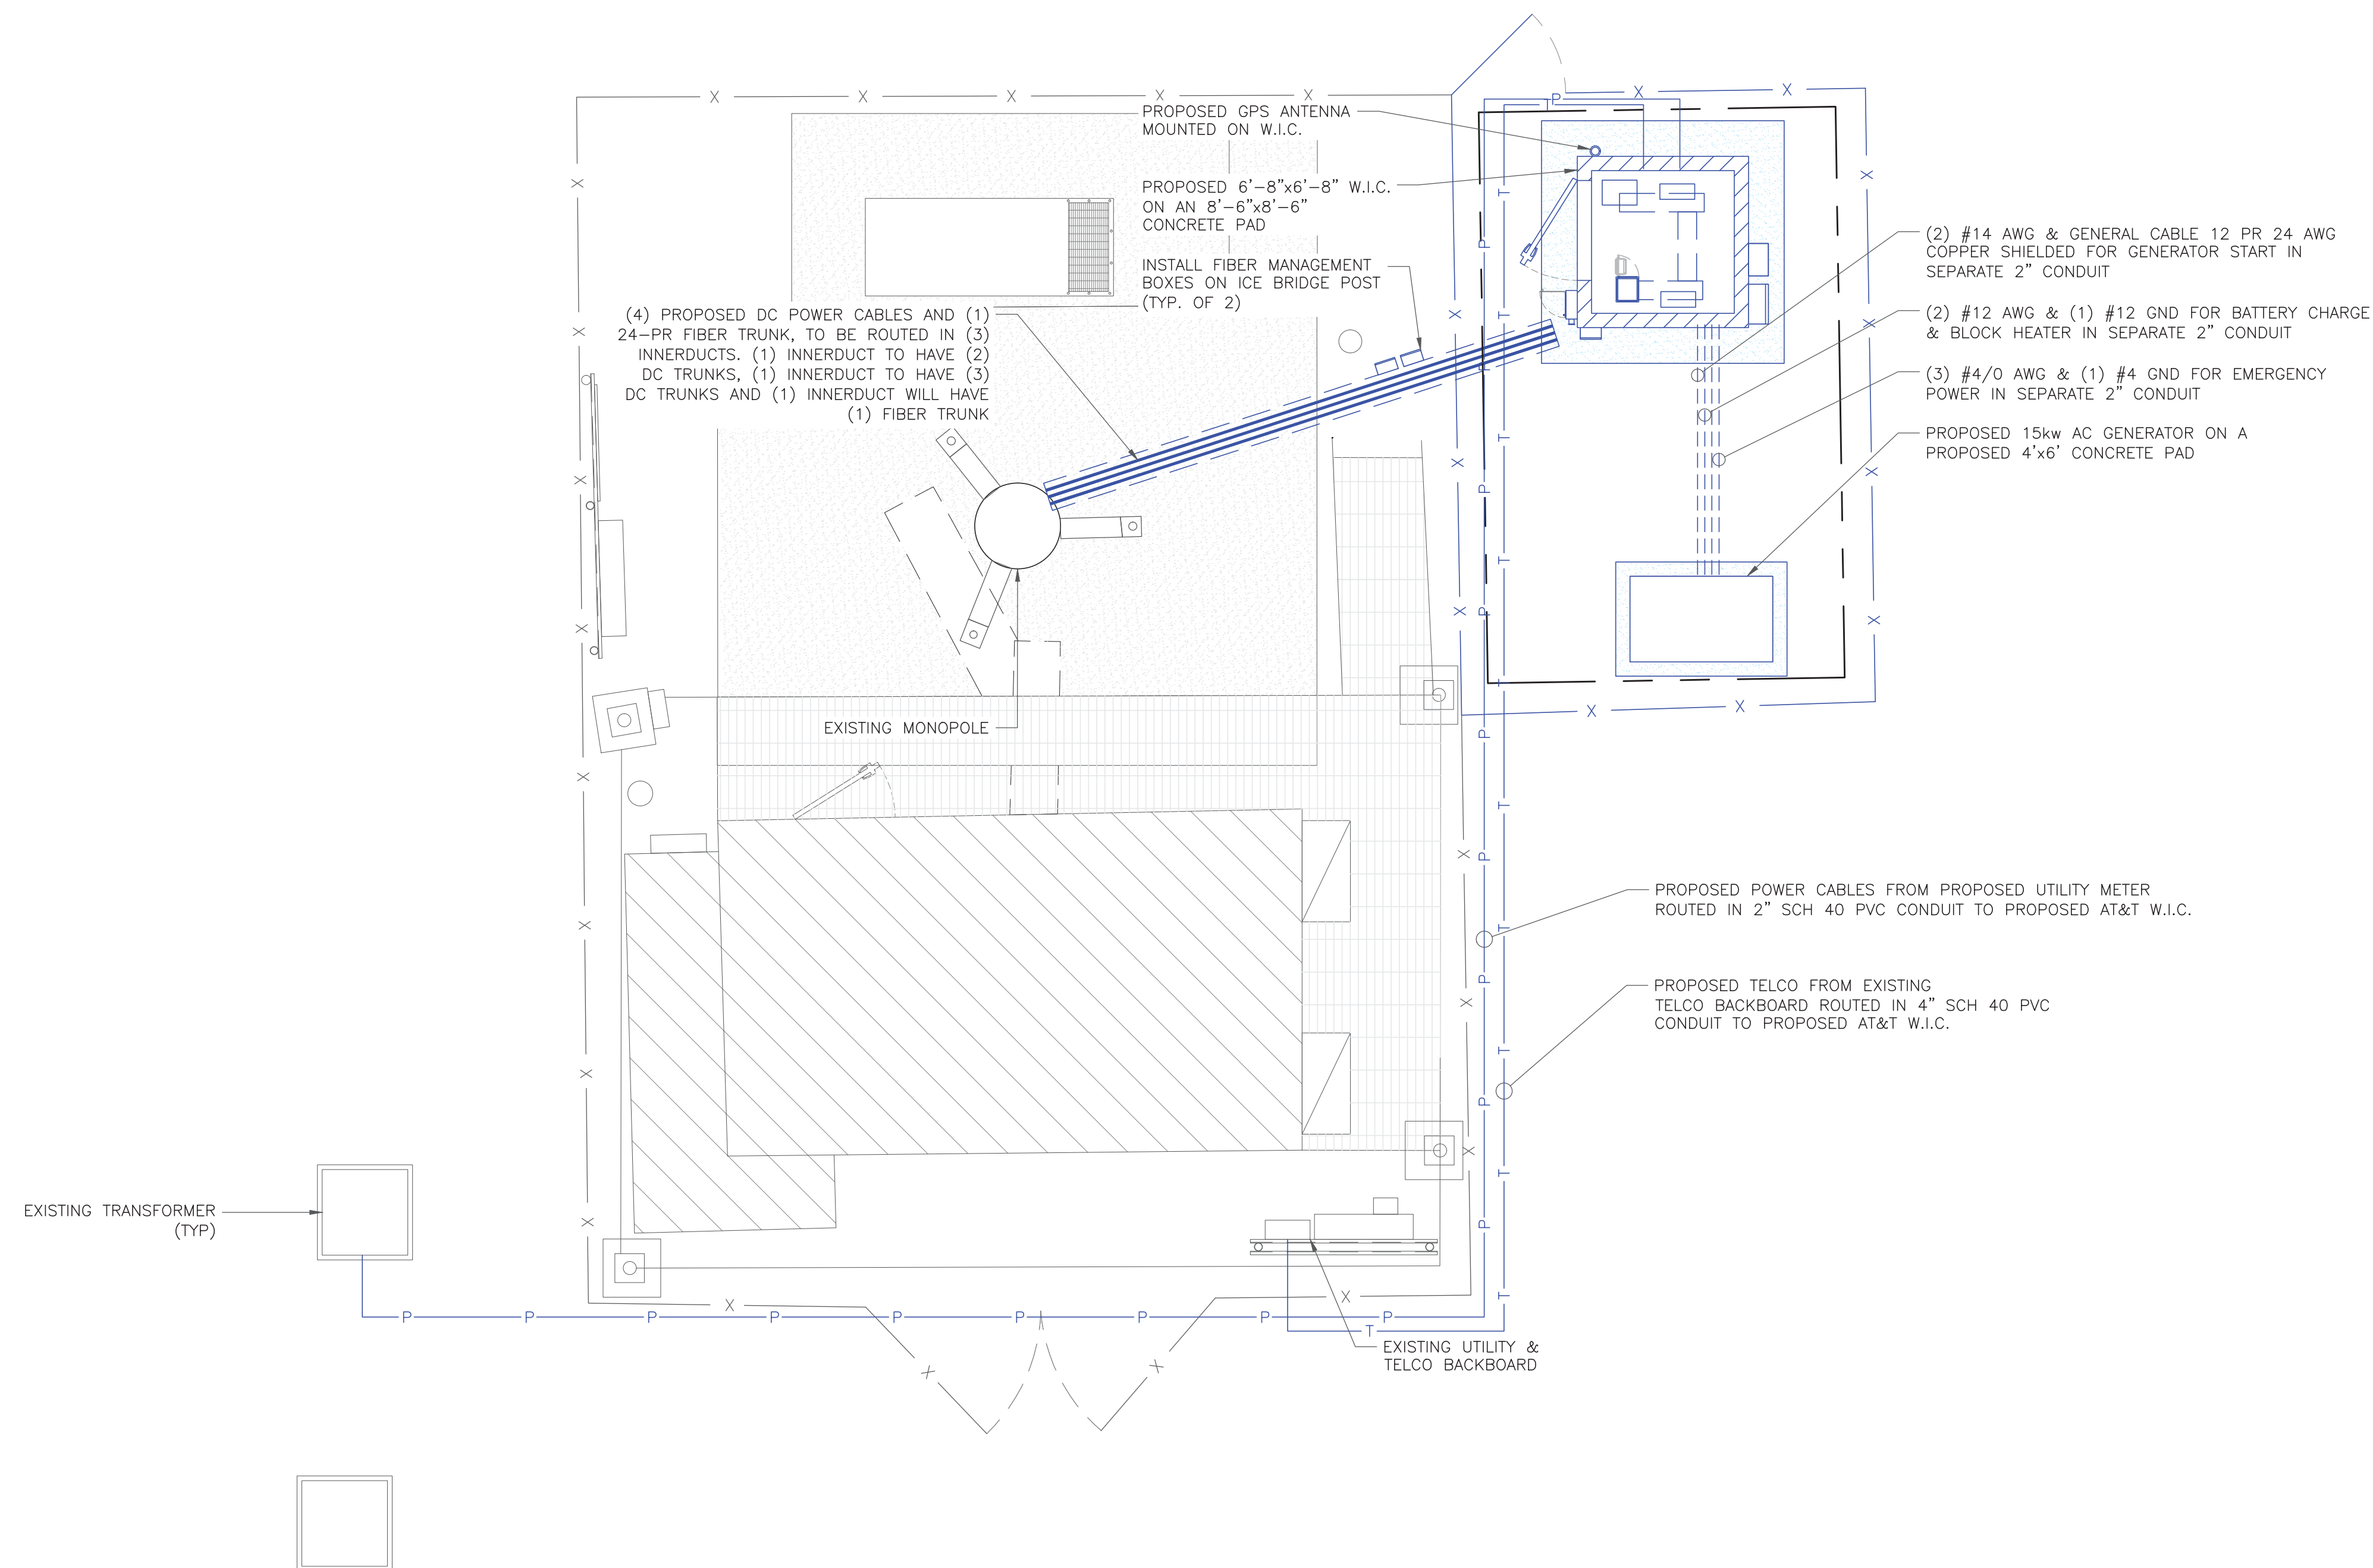 PROPOSED GPS ANTENNA
MOUNTED ON W.I.C.
PROPOSED 6'-8"x6'-8" W.I.C.
ON AN 8'-6"x8'-6"
CONCRETE PAD
INSTALL FIBER MANAGEMENT
BOXES ON ICE BRIDGE POST
(TYP. OF 2)
(4) PROPOSED DC POWER CABLES AND (1)
24-PR FIBER TRUNK, TO BE ROUTED IN (3)
INNERDUCTS. (1) INNERDUCT TO HAVE (2)
DC TRUNKS, (1) INNERDUCT TO HAVE (3)
DC TRUNKS AND (1) INNERDUCT WILL HAVE
(1) FIBER TRUNK
(2) #14 AWG & GENERAL CABLE 12 PR 24 AWG
COPPER SHIELDED FOR GENERATOR START IN
SEPARATE 2" CONDUIT
(2) #12 AWG & (1) #12 GND FOR BATTERY CHARGE
& BLOCK HEATER IN SEPARATE 2" CONDUIT
(3) #4/0 AWG & (1) #4 GND FOR EMERGENCY
POWER IN SEPARATE 2" CONDUIT
PROPOSED 15kw AC GENERATOR ON A
PROPOSED 4'x6' CONCRETE PAD
EXISTING MONOPOLE
PROPOSED POWER CABLES FROM PROPOSED UTILITY METER
ROUTED IN 2" SCH 40 PVC CONDUIT TO PROPOSED AT&T W.I.C.
PROPOSED TELCO FROM EXISTING
TELCO BACKBOARD ROUTED IN 4" SCH 40 PVC
CONDUIT TO PROPOSED AT&T W.I.C.
EXISTING TRANSFORMER
(TYP)
EXISTING UTILITY &
TELCO BACKBOARD